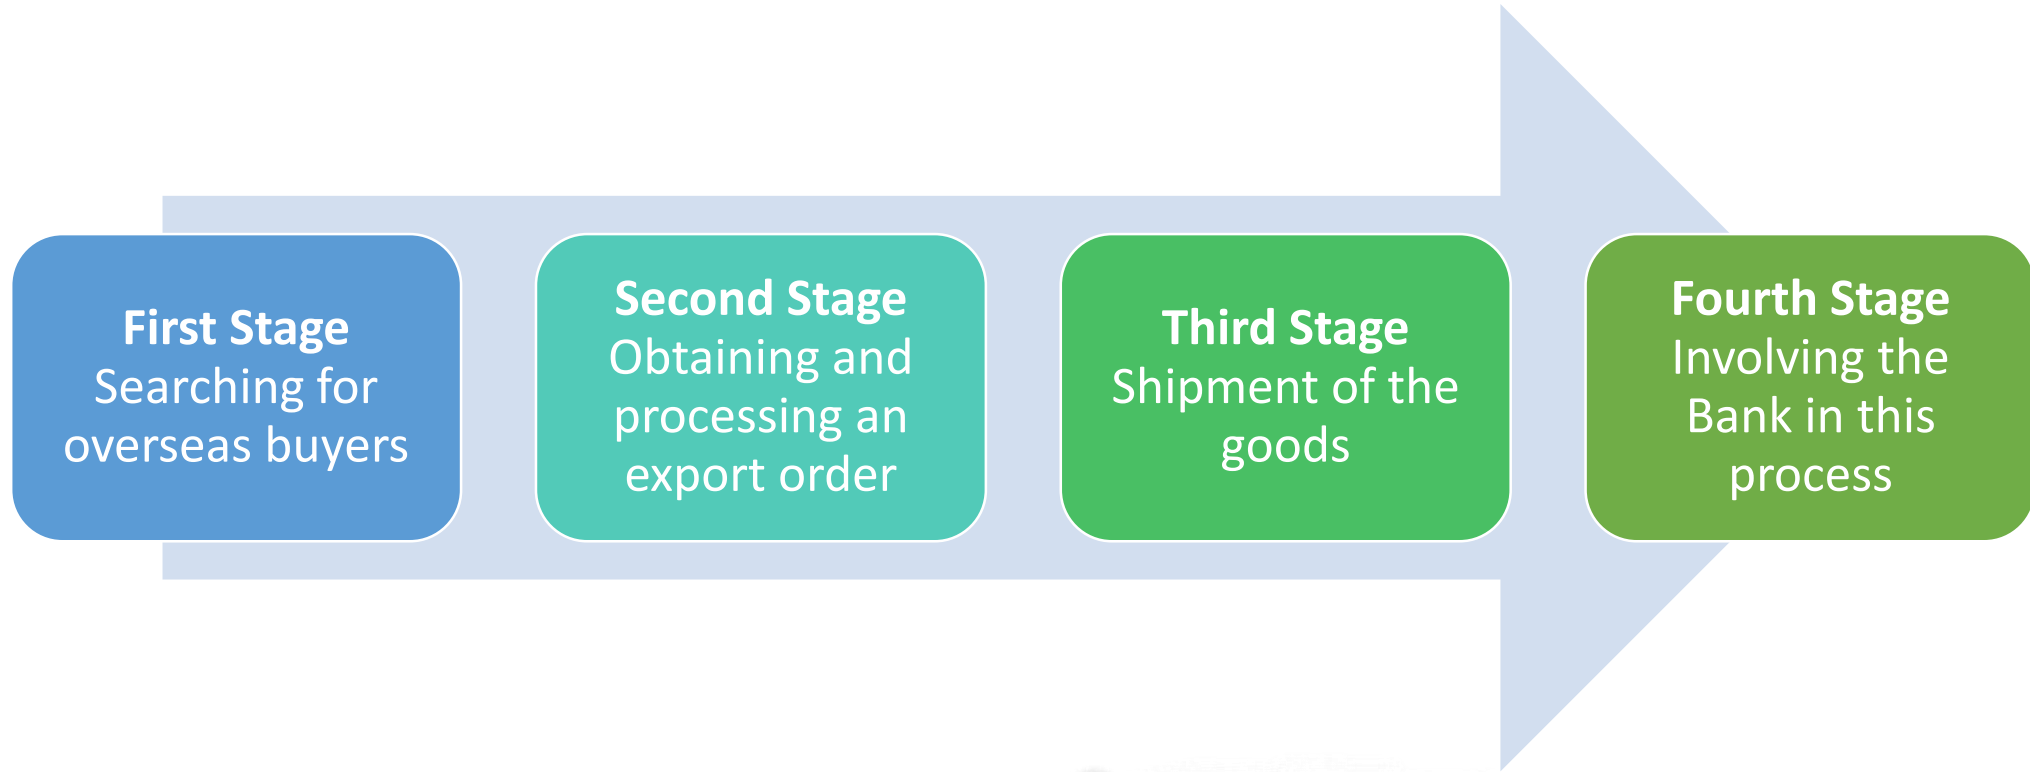 First Stage
Searching for
overseas buyers
Second Stage
Obtaining and
processing an
export order
Third Stage
Shipment of the
goods
Fourth Stage
Involving the
Bank in this
process